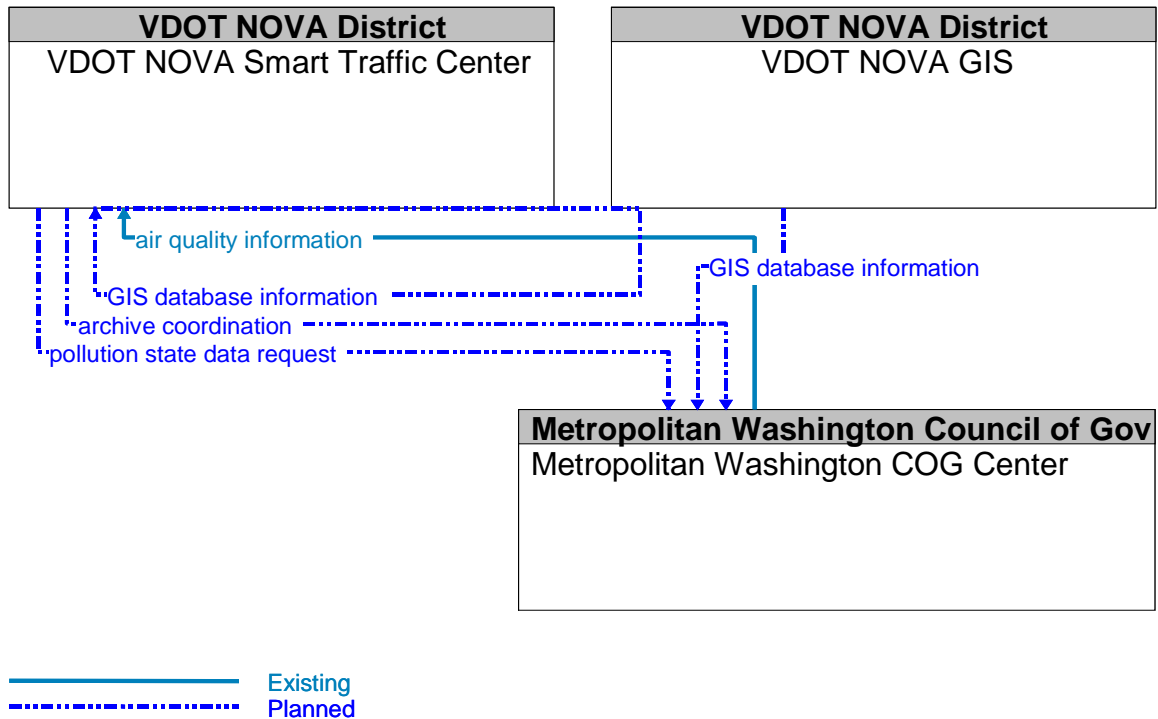 VDOT NOVA District
VDOT NOVA Smart Traffic Center
VDOT NOVA District
VDOT NOVA GIS
air quality information
GIS database information
GIS database information
archive coordination
pollution state data request
Metropolitan Washington Council of Gov
Metropolitan Washington COG Center
Existing
Planned